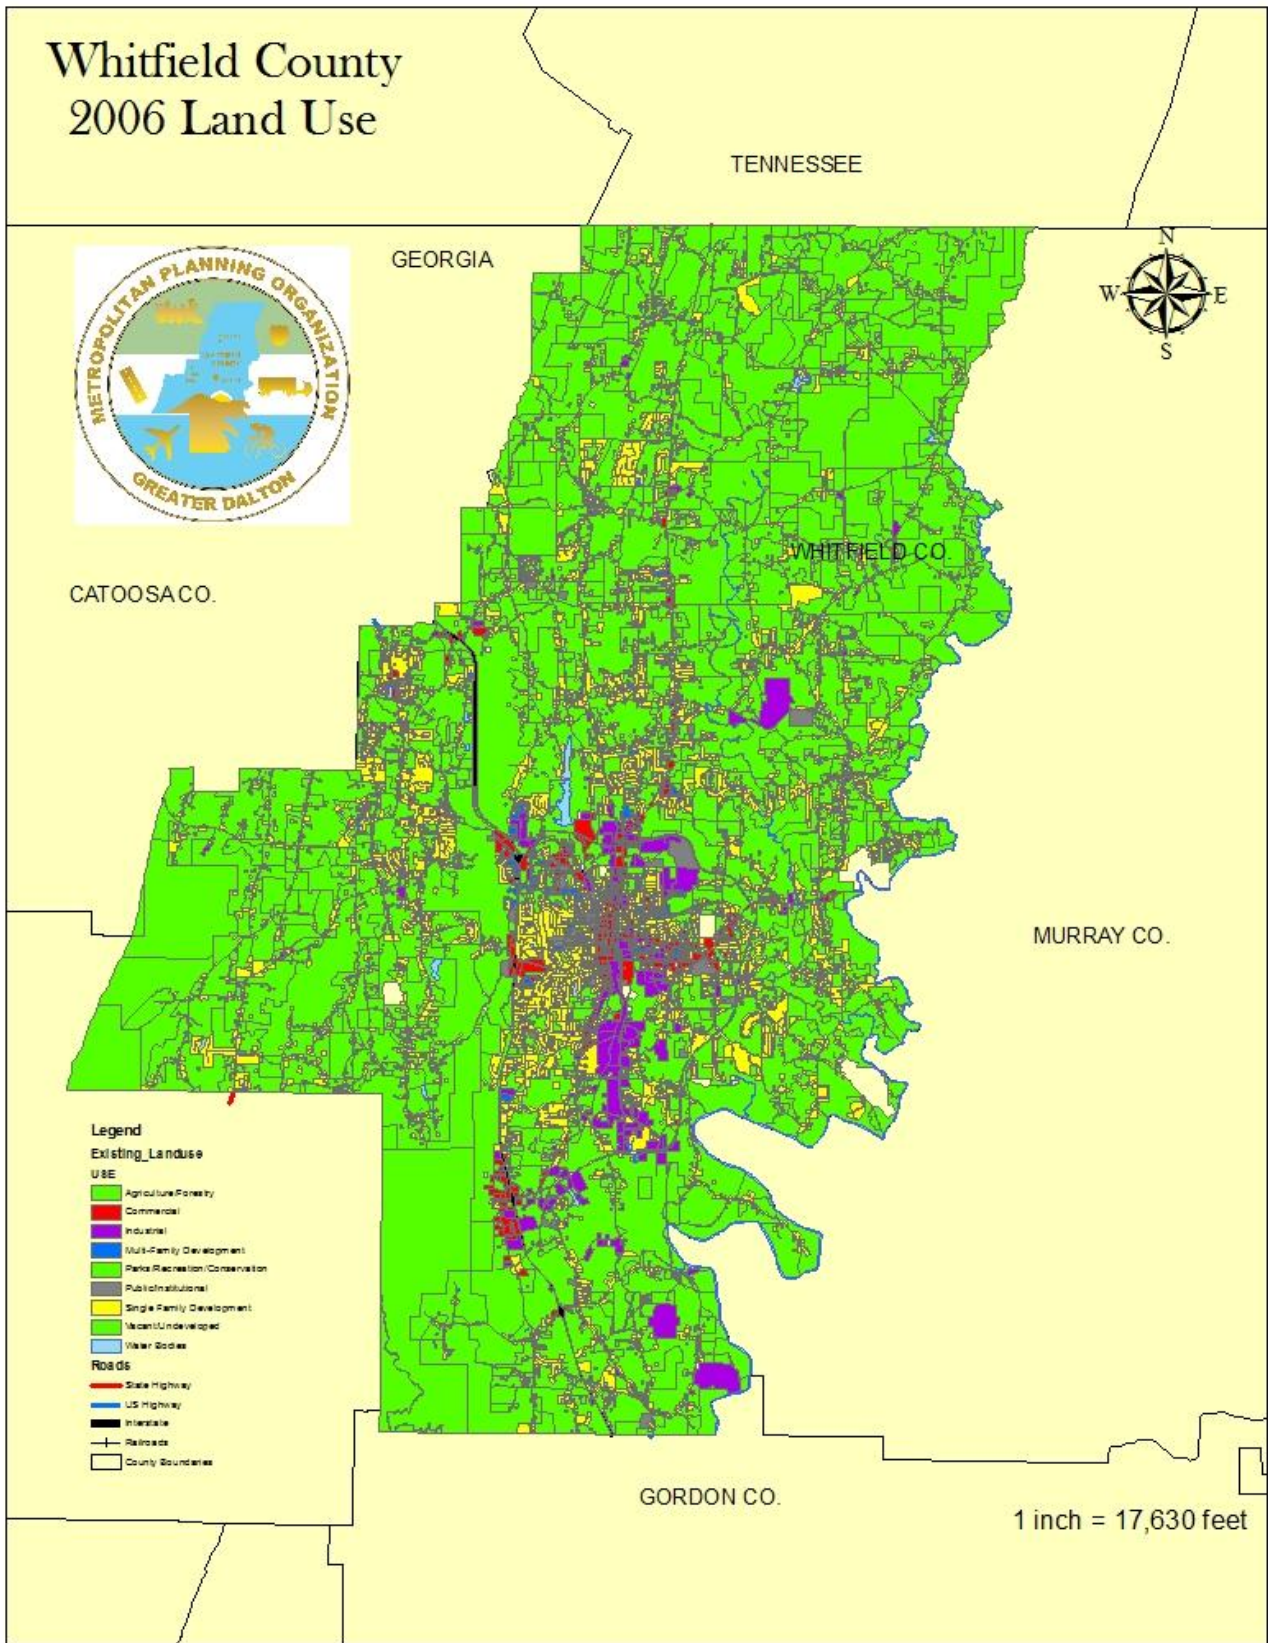 Whitfield County
2006 Land Use
TENNESSEE
GEORGIA
N
W
E
S
METROPOLITAN PLANNING ORGANIZATION
GREATER DALTON
WHITFIELD CO.
CATOOSA CO.
MURRAY CO.
Legend
Existing_Landuse
USE
Agriculture/Forestry
Commercial
Industrial
Multi-Family Development
Parks/Recreation/Conservation
Public/Institutional
Single Family Development
Vacant/Undeveloped
Water Bodies
Roads
State Highway
US Highway
Interstate
Railroads
County Boundaries
GORDON CO.
1 inch = 17,630 feet